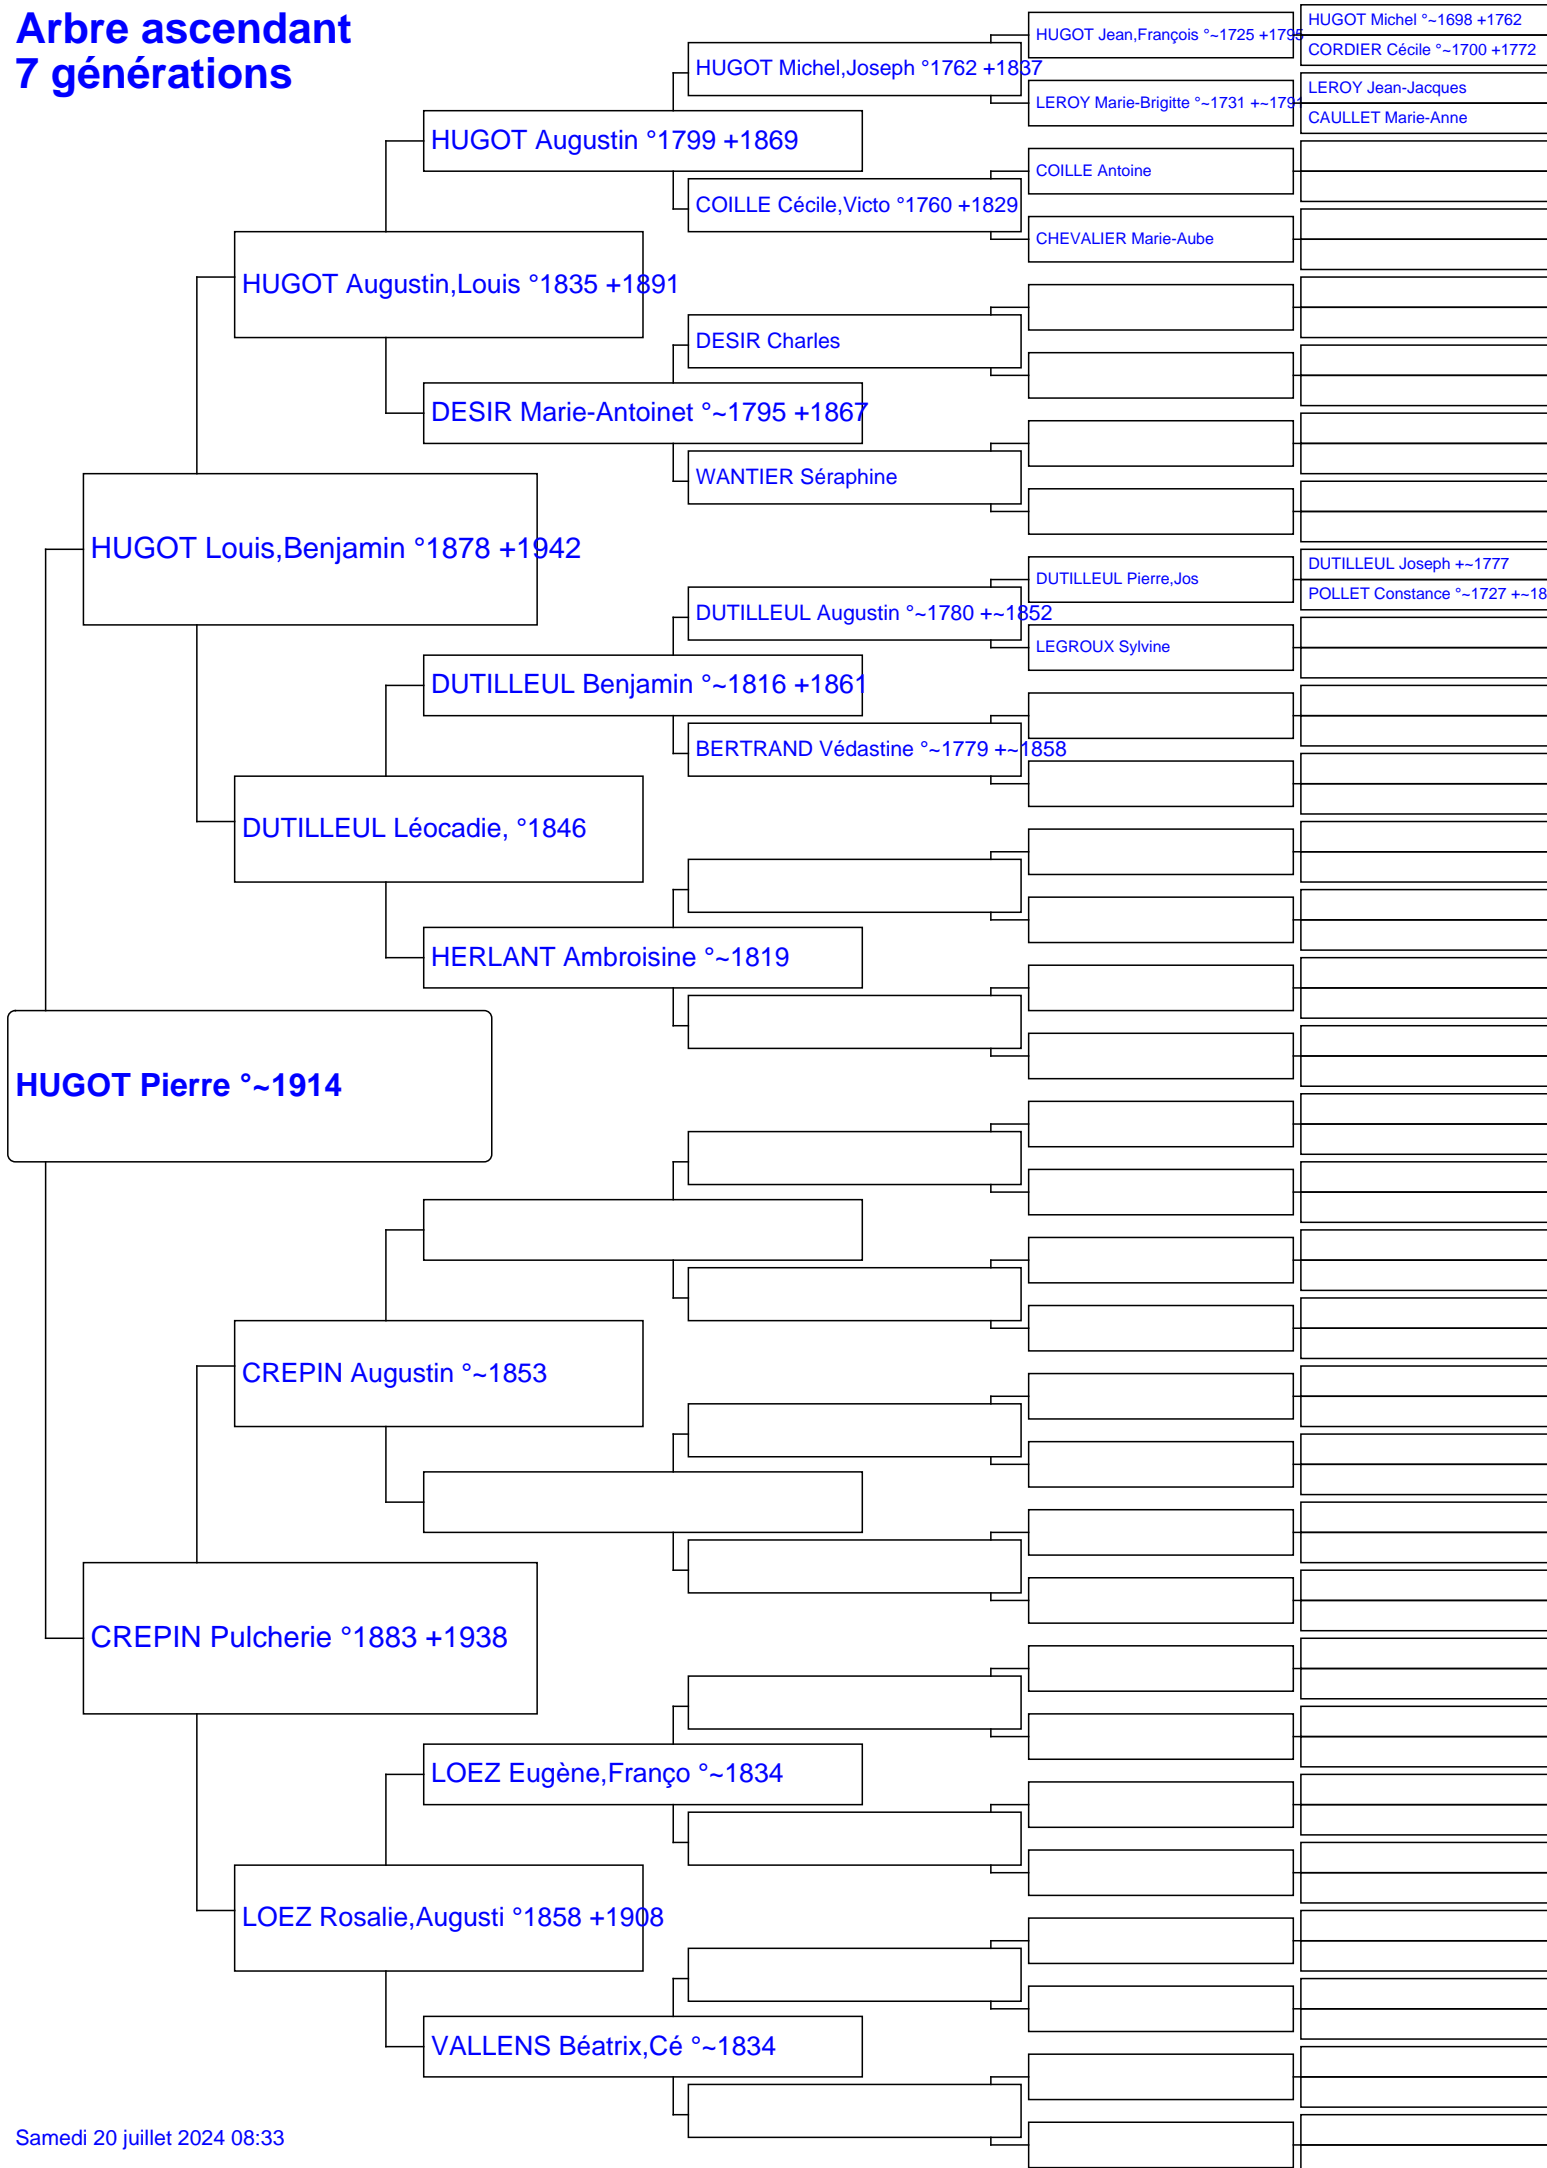 Arbre ascendant
7 générations
HUGOT Michel °~1698 +1762
HUGOT Jean,François °~1725 +1795
CORDIER Cécile °~1700 +1772
HUGOT Michel,Joseph °1762 +1837
LEROY Jean-Jacques
LEROY Marie-Brigitte °~1731 +~1791
CAULLET Marie-Anne
HUGOT Augustin °1799 +1869
COILLE Antoine
COILLE Cécile,Victo °1760 +1829
CHEVALIER Marie-Aube
HUGOT Augustin,Louis °1835 +1891
DESIR Charles
DESIR Marie-Antoinet °~1795 +1867
WANTIER Séraphine
HUGOT Louis,Benjamin °1878 +1942
DUTILLEUL Joseph +~1777
DUTILLEUL Pierre,Jos
POLLET Constance °~1727 +~18
DUTILLEUL Augustin °~1780 +~1852
LEGROUX Sylvine
DUTILLEUL Benjamin °~1816 +1861
BERTRAND Védastine °~1779 +~1858
DUTILLEUL Léocadie, °1846
HERLANT Ambroisine °~1819
HUGOT Pierre °~1914
CREPIN Augustin °~1853
CREPIN Pulcherie °1883 +1938
LOEZ Eugène,Franço °~1834
LOEZ Rosalie,Augusti °1858 +1908
VALLENS Béatrix,Cé °~1834
Samedi 20 juillet 2024 08:33